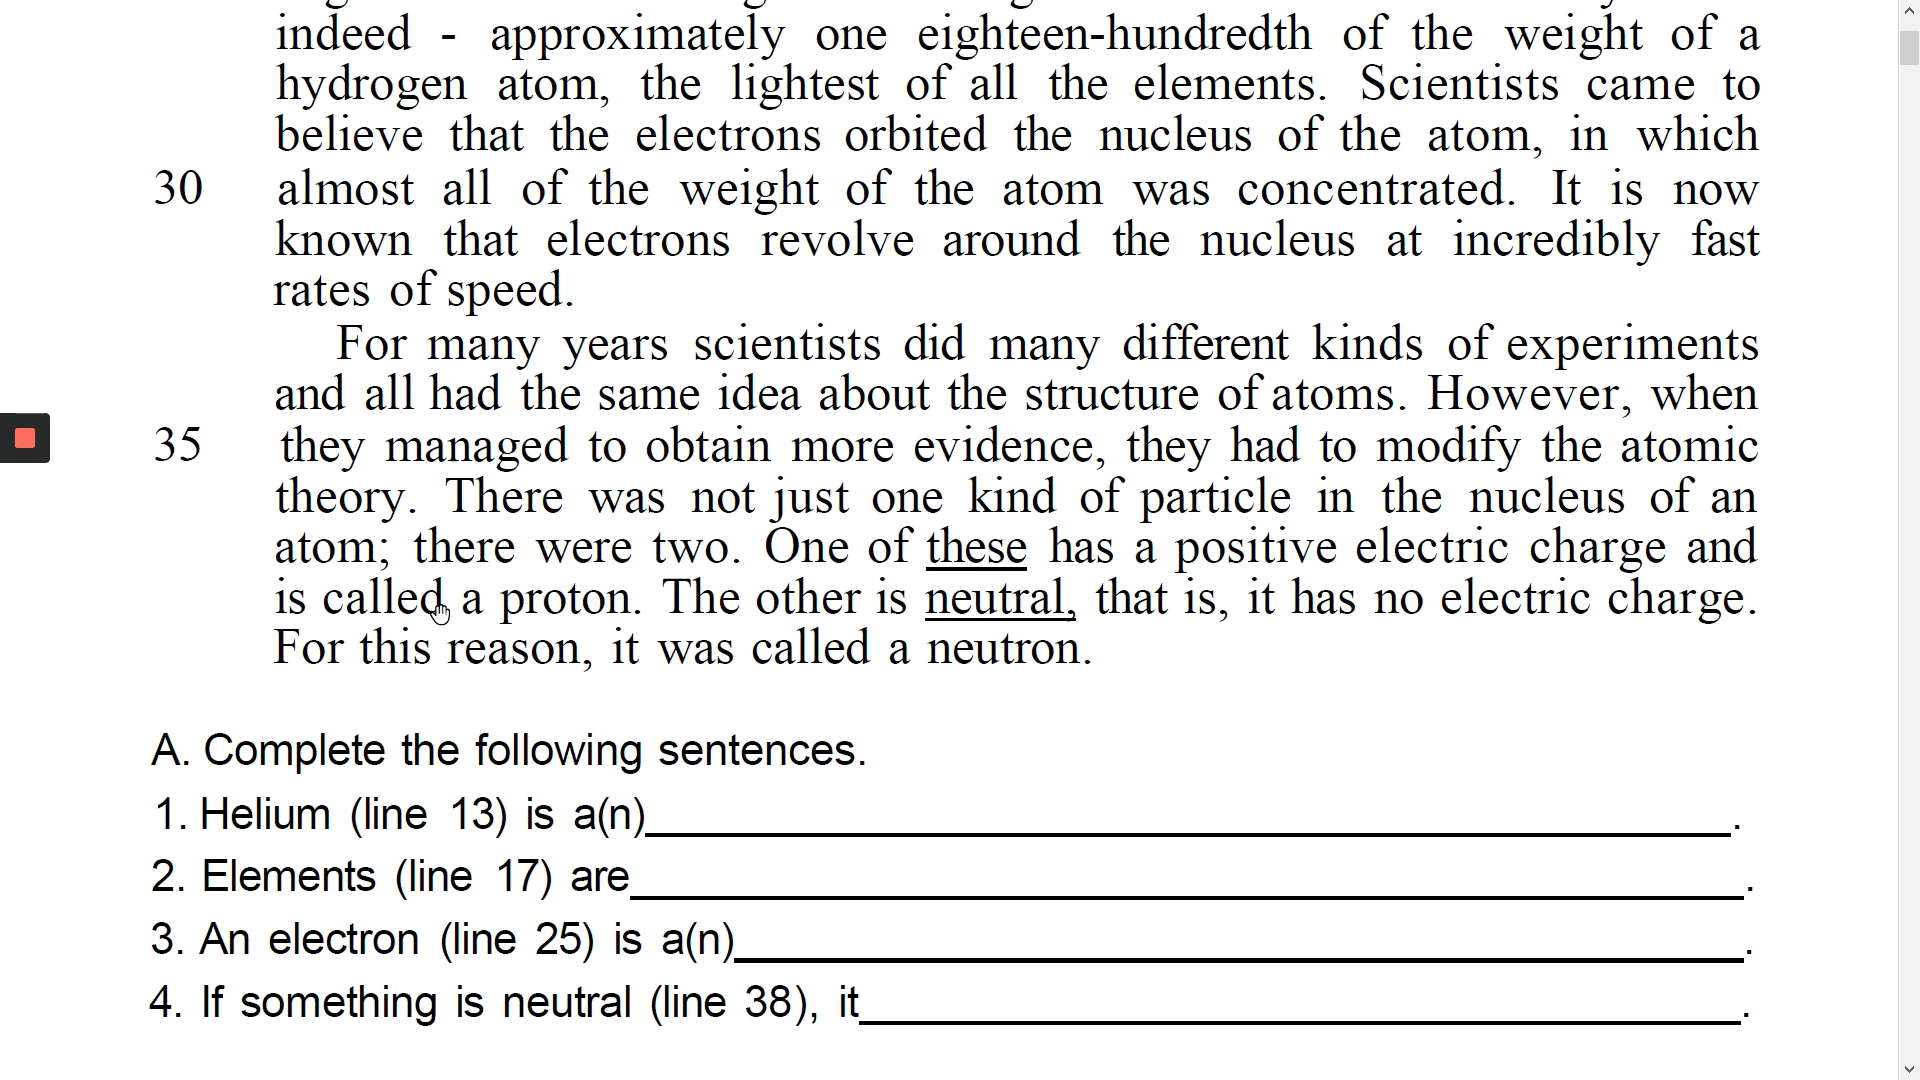 indeed - approximately one eighteen-hundredth of the weight of a
hydrogen atom, the lightest of all the elements. Scientists came to
believe that the electrons orbited the nucleus of the atom, in which
30 almost all of the weight of the atom was concentrated. It is now
known that electrons revolve around the nucleus at incredibly fast
rates of speed.
For many years scientists did many different kinds of experiments
and all had the same idea about the structure of atoms. However, when
35 they managed to obtain more evidence, they had to modify the atomic
theory. There was not just one kind of particle in the nucleus of an
atom; there were two. One of these has a positive electric charge and
is called a proton. The other is neutral, that is, it has no electric charge.
For this reason, it was called a neutron.
A. Complete the following sentences.
1. Helium (line 13) is a(n)____________________.
2. Elements (line 17) are____________________.
3. An electron (line 25) is a(n)____________________.
4. If something is neutral (line 38), it____________________.